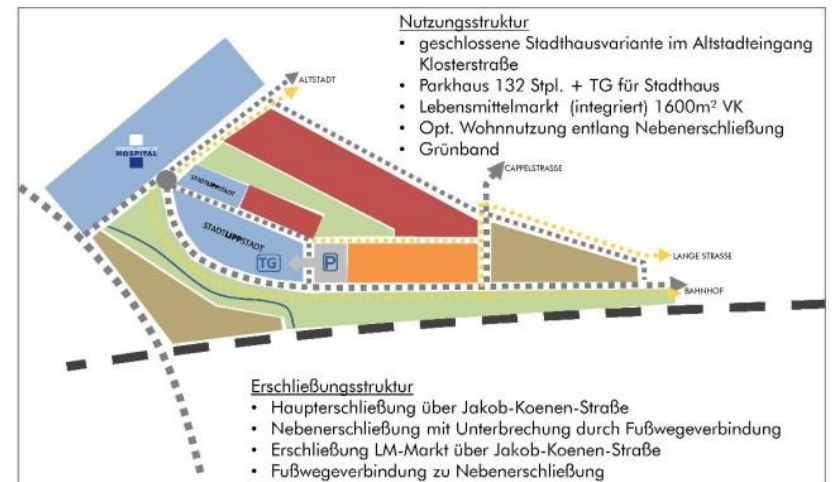 Nutzungsstruktur
• geschlossene Stadthausvariante im Altstadteingang
Klosterstraße
• Parkhaus 132 Stpl. + TG für Stadthaus
• Lebensmittelmarkt (integriert) 1600m² VK
• Opt. Wohnnutzung entlang Nebenerschließung
• Grünband
ALTSTADT
HOSPITAL
CAPPELSTRASSE
STADTLIPPSTADT
STADTLIPPSTADT
TG
P
LANGE STRASSE
BAHNHOF
Erschließungsstruktur
• Haupterschließung über Jakob-Koenen-Straße
• Nebenerschließung mit Unterbrechung durch Fußwegeverbindung
• Erschließung LM-Markt über Jakob-Koenen-Straße
• Fußwegeverbindung zu Nebenerschließung